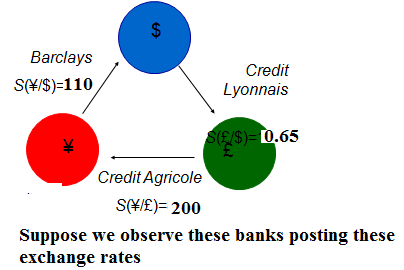 $
Barclays
S(¥/$)=110
Credit
Lyonnais
S(£/$)= 0.65
¥
£
Credit Agricole
S(¥/£)= 200
Suppose we observe these banks posting these
exchange rates